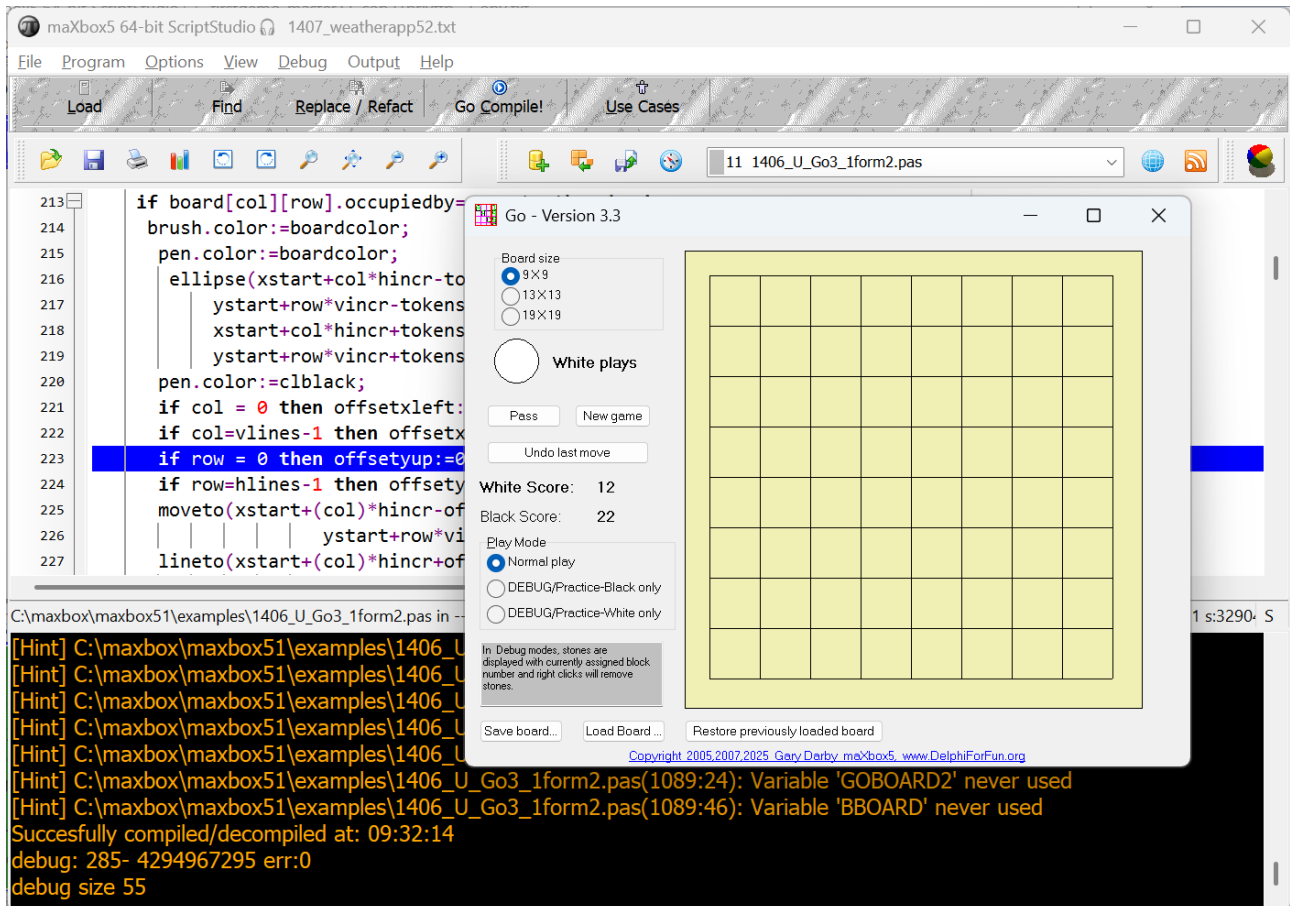 maXbox5 64-bit ScriptStudio 1407_weatherapp52.txt
File Program Options View Debug Output Help
Load Find Replace / Refact Go Compile! Use Cases
11 1406_U_Go3_1form2.pas
213 if board[col][row].occupiedby=
214 brush.color:=boardcolor;
215 pen.color:=boardcolor;
216 ellipse(xstart+col*hincr-to
217 ystart+row*vincr-tokens
218 xstart+col*hincr+tokens
219 ystart+row*vincr+tokens
220 pen.color:=clblack;
221 if col = 0 then offsetxleft:
222 if col=vlines-1 then offsetx
223 if row = 0 then offsetyup:=0
224 if row=hlines-1 then offsety
225 moveto(xstart+(col)*hincr-of
226 ystart+row*vi
227 lineto(xstart+(col)*hincr+of
C:\maxbox\maxbox51\examples\1406_U_Go3_1form2.pas in --
1 s:32904 S
[Hint] C:\maxbox\maxbox51\examples\1406_U
[Hint] C:\maxbox\maxbox51\examples\1406_U
[Hint] C:\maxbox\maxbox51\examples\1406_U
[Hint] C:\maxbox\maxbox51\examples\1406_U
[Hint] C:\maxbox\maxbox51\examples\1406_U
[Hint] C:\maxbox\maxbox51\examples\1406_U_Go3_1form2.pas(1089:24): Variable 'GOBOARD2' never used
[Hint] C:\maxbox\maxbox51\examples\1406_U_Go3_1form2.pas(1089:46): Variable 'BBOARD' never used
Succesfully compiled/decompiled at: 09:32:14
debug: 285- 4294967295 err:0
debug size 55
Go - Version 3.3
Board size
9X9
13X13
19X19
White plays
Pass New game
Undo last move
White Score: 12
Black Score: 22
Play Mode
Normal play
DEBUG/Practice-Black only
DEBUG/Practice-White only
In Debug modes, stones are
displayed with currently assigned block
number and right clicks will remove
stones.
Save board... Load Board ... Restore previously loaded board
Copyright 2005,2007,2025 Gary Darby maXbox5, www.DelphiForFun.org